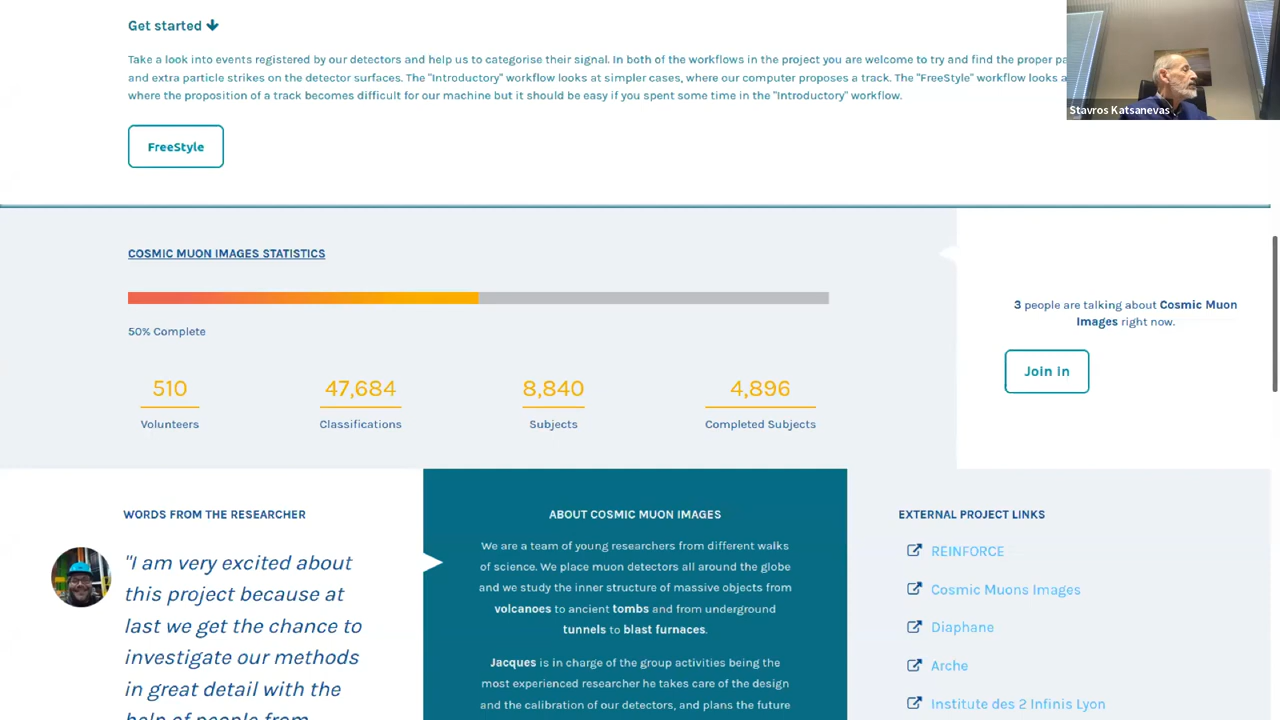 Get started
Take a look into events registered by our detectors and help us to categorise their signal. In both of the workflows in the project you are welcome to try and find the proper
and extra particle strikes on the detector surfaces. The "Introductory" workflow looks at simpler cases, where our computer proposes a track. The "FreeStyle" workflow looks
where the proposition of a track becomes difficult for our machine but it should be easy if you spent some time in the "Introductory" workflow.
Stavros Katsanevas
FreeStyle
COSMIC MUON IMAGES STATISTICS
50% Complete
510 47,684 8,840 4,896
Volunteers Classifications Subjects Completed Subjects
3 people are talking about Cosmic Muon
Images right now.
Join in
WORDS FROM THE RESEARCHER
"I am very excited about
this project because at
last we get the chance to
investigate our methods
in great detail with the
help of people from
ABOUT COSMIC MUON IMAGES
We are a team of young researchers from different walks
of science. We place muon detectors all around the globe
and we study the inner structure of massive objects from
volcanoes to ancient tombs and from underground
tunnels to blast furnaces.
Jacques is in charge of the group activities being the
most experienced researcher he takes care of the design
and the calibration of our detectors, and plans the future
EXTERNAL PROJECT LINKS
REINFORCE
Cosmic Muons Images
Diaphane
Arche
Institute des 2 Infinis Lyon